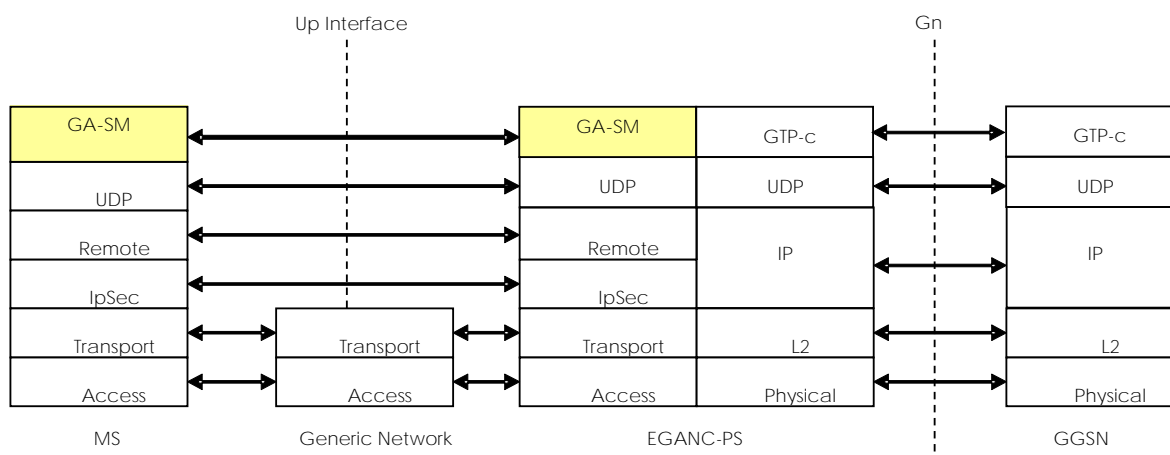 Up Interface
Gn
GA-SM
GA-SM
GTP-c
GTP-c
UDP
UDP
UDP
UDP
Remote
Remote
IP
IP
IpSec
IpSec
Transport
Transport
Transport
L2
L2
Access
Access
Access
Physical
Physical
MS
Generic Network
EGANC-PS
GGSN